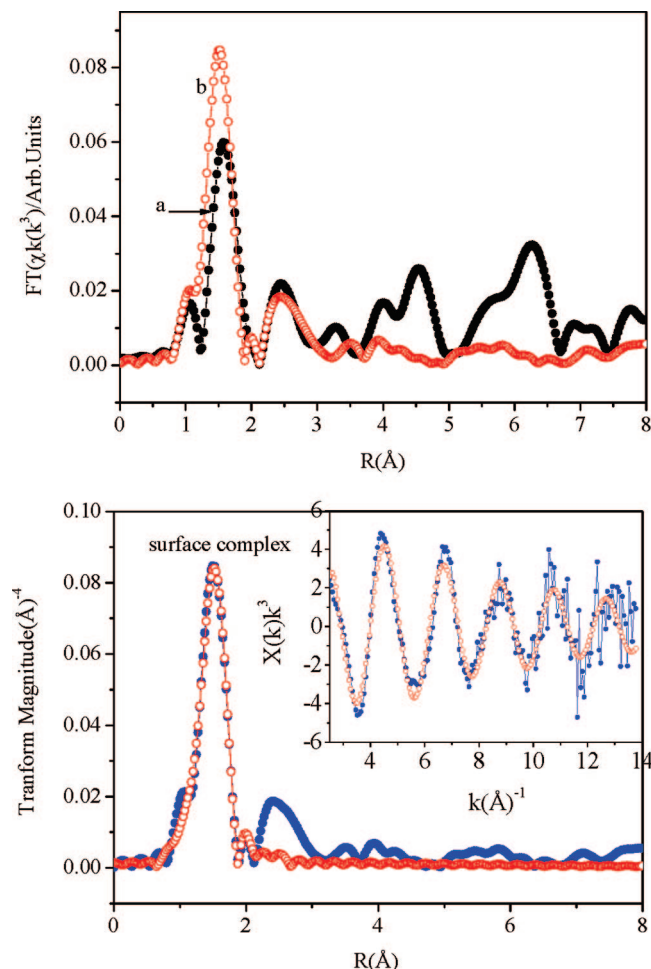 0.08
0.06
0.04
0.02
0.00
FT(χk(k³)/Arb.Units
b
a
0 1 2 3 4 5 6 7 8
R(Å)
0.10
0.08
0.06
0.04
0.02
0.00
Tranform Magnitude(Å)⁻⁴
surface complex
6
4
2
0
-2
-4
-6
X(k)k³
4 6 8 10 12 14
k(Å)⁻¹
0 2 4 6 8
R(Å)